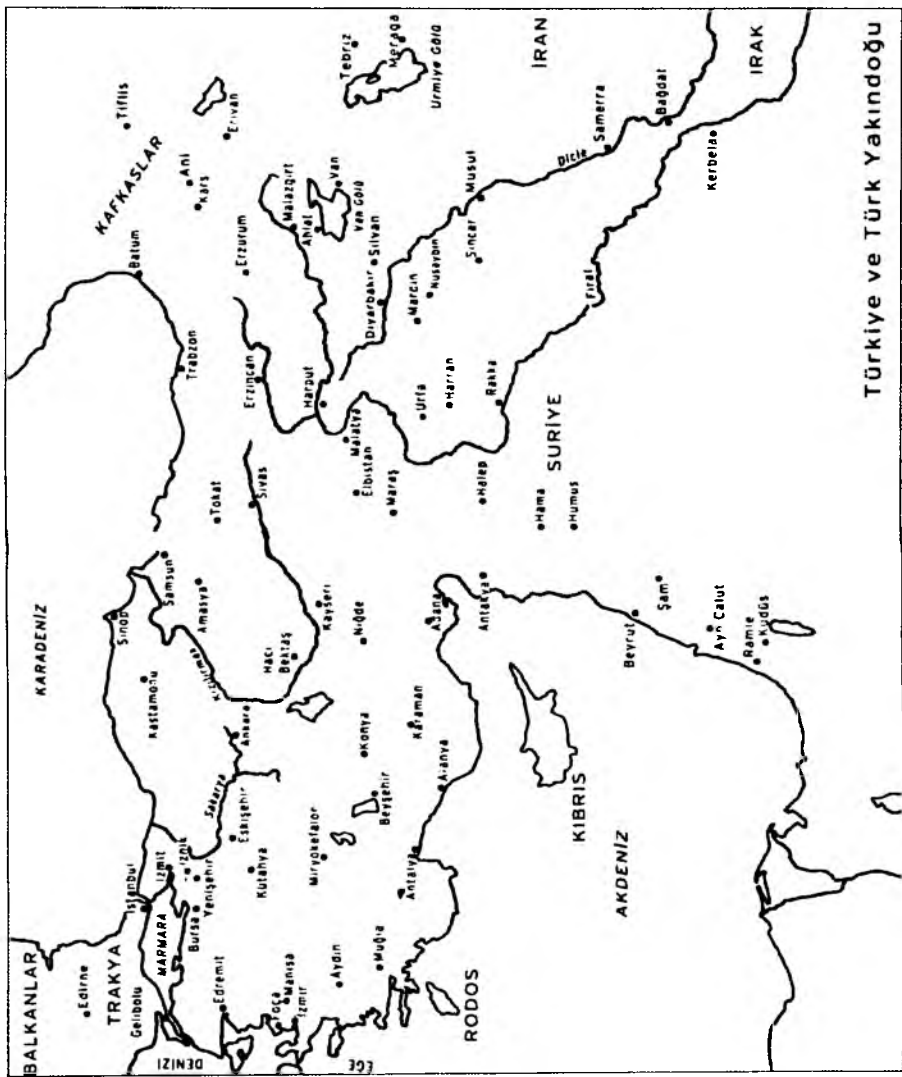 KARADENİZ
KAFKASLAR
BALKANLAR
Edirne
TRAKYA
Gelibolu
İstanbul
MARMARA
İzmit
İznik
Yenişehir
Bursa
Sakarya
Eskişehir
Kütahya
Ankara
Kastamonu
Sinop
Samsun
Amasya
Kızılırmak
Tokat
Sivas
Trabzon
Batum
Tiflis
Ani
Kars
Erivan
Erzurum
Erzincan
Malazgirt
Ahlat
Van
Van Gölü
Tebriz
Meraga
Urmiye Gölü
EGE
DENİZİ
Edremit
Foça
Manisa
İzmir
Aydın
Muğla
Miryokefalon
Beyşehir
Konya
Hacı
Bektaş
Kayseri
Niğde
Karaman
Antalya
Alanya
Adana
Antakya
Elbistan
Malatya
Maraş
Harput
Diyarbakır
Silvan
Mardin
Nusaybin
Urfa
Harran
Rakka
Sincar
Musul
Dicle
Fırat
Samerra
Bağdat
Kerbela
İRAN
IRAK
SURİYE
Halep
Hama
Humus
RODOS
KIBRIS
AKDENİZ
Beyrut
Şam
Ayn Calut
Ramle
Kudüs
Türkiye ve Türk Yakındoğu